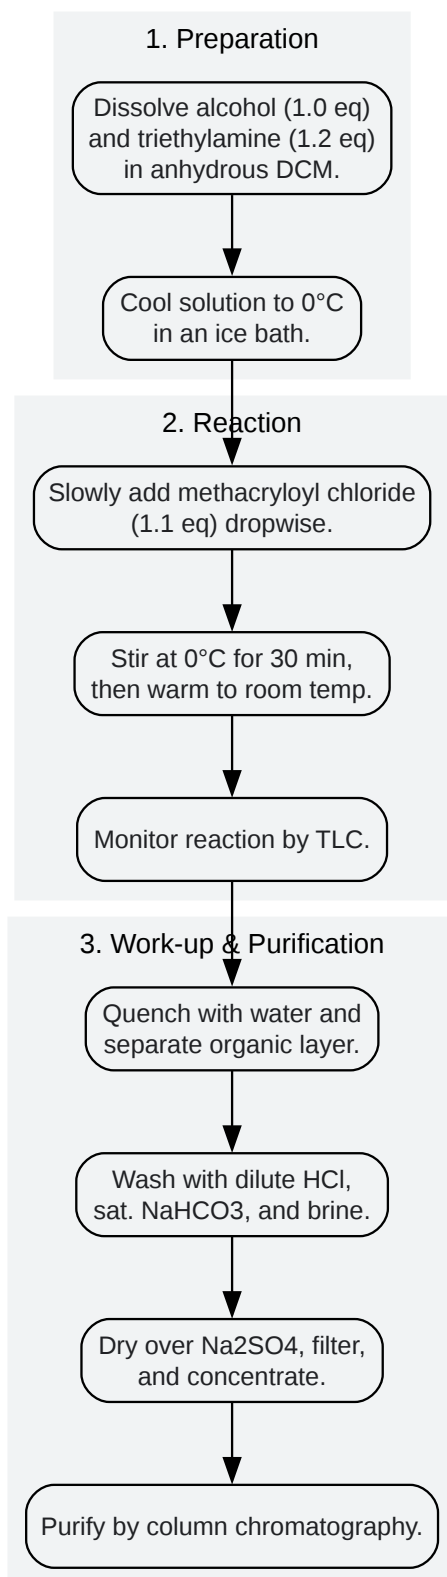 1. Preparation
Dissolve alcohol (1.0 eq)
and triethylamine (1.2 eq)
in anhydrous DCM.
Cool solution to 0°C
in an ice bath.
2. Reaction
Slowly add methacryloyl chloride
(1.1 eq) dropwise.
Stir at 0°C for 30 min,
then warm to room temp.
Monitor reaction by TLC.
3. Work-up & Purification
Quench with water and
separate organic layer.
Wash with dilute HCl,
sat. NaHCO3, and brine.
Dry over Na2SO4, filter,
and concentrate.
Purify by column chromatography.